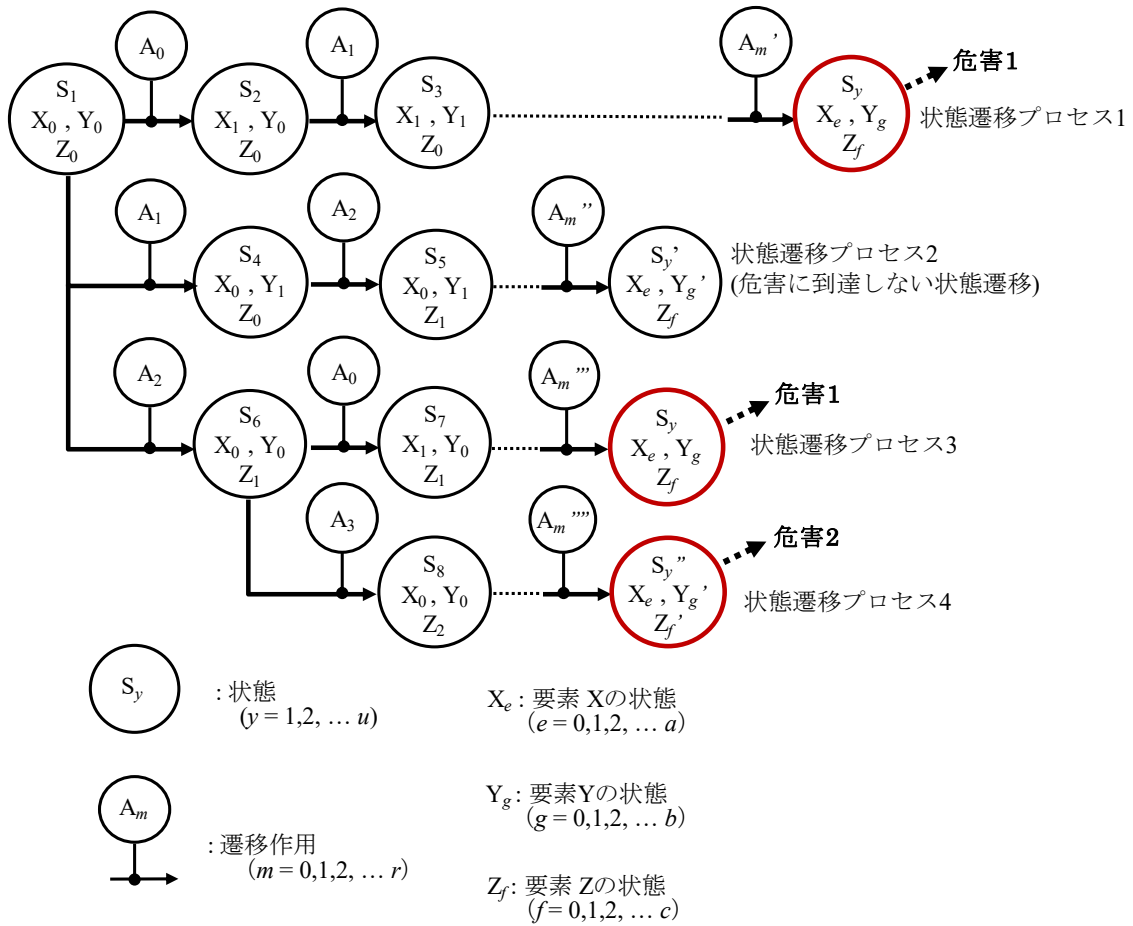 A0
A1
Am'
危害1
S1
X0 , Y0
Z0
S2
X1 , Y0
Z0
S3
X1 , Y1
Z0
Sy
Xe , Yg
Zf
状態遷移プロセス1
A1
A2
Am''
S4
X0 , Y1
Z0
S5
X0 , Y1
Z1
Sy'
Xe , Yg'
Zf
状態遷移プロセス2
(危害に到達しない状態遷移)
A2
A0
Am'''
危害1
S6
X0 , Y0
Z1
S7
X1 , Y0
Z1
Sy
Xe , Yg
Zf
状態遷移プロセス3
A3
Am''''
危害2
S8
X0 , Y0
Z2
Sy''
Xe , Yg'
Zf'
状態遷移プロセス4
Sy
: 状態
(y = 1,2, … u)
Xe : 要素 Xの状態
(e = 0,1,2, … a)
Am
: 遷移作用
(m = 0,1,2, … r)
Yg : 要素Yの状態
(g = 0,1,2, … b)
Zf : 要素 Zの状態
(f = 0,1,2, … c)